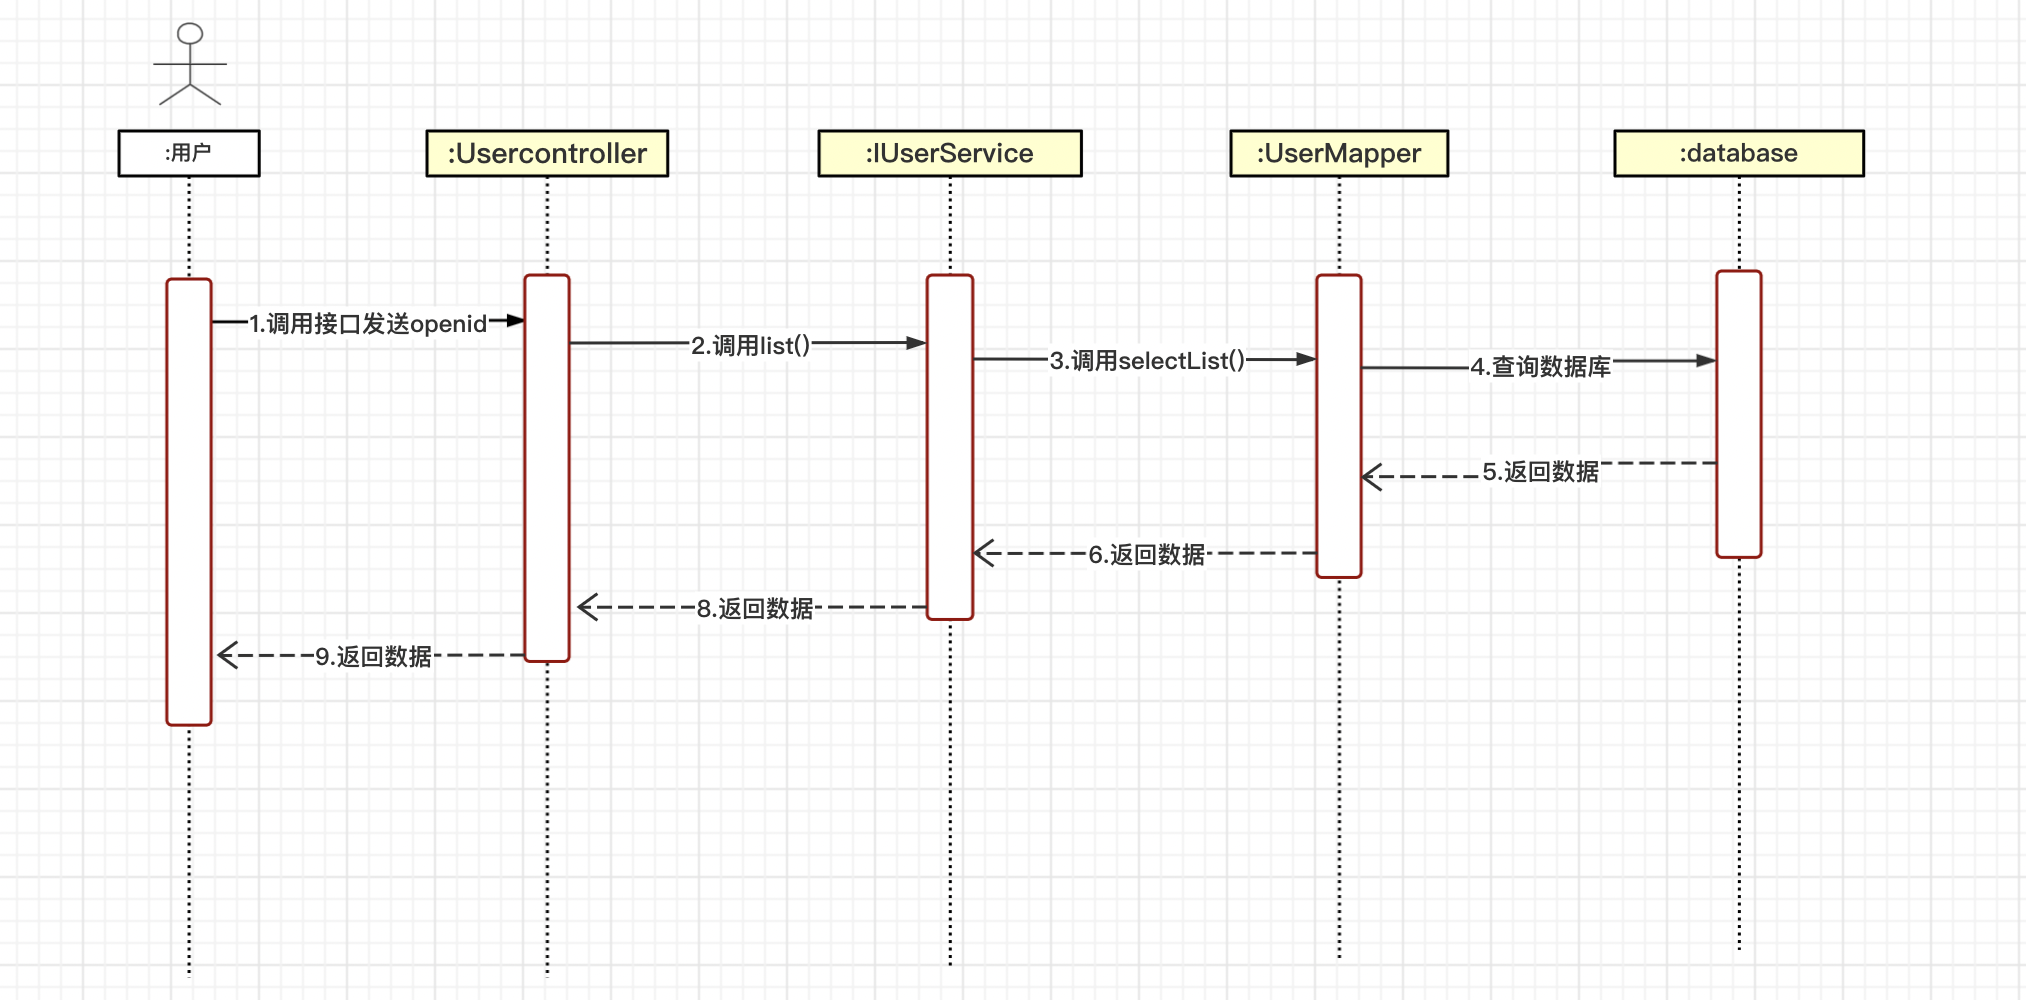 :用户
:Usercontroller
:IUserService
:UserMapper
:database
1.调用接口发送openid
2.调用list()
3.调用selectList()
4.查询数据库
5.返回数据
6.返回数据
8.返回数据
9.返回数据